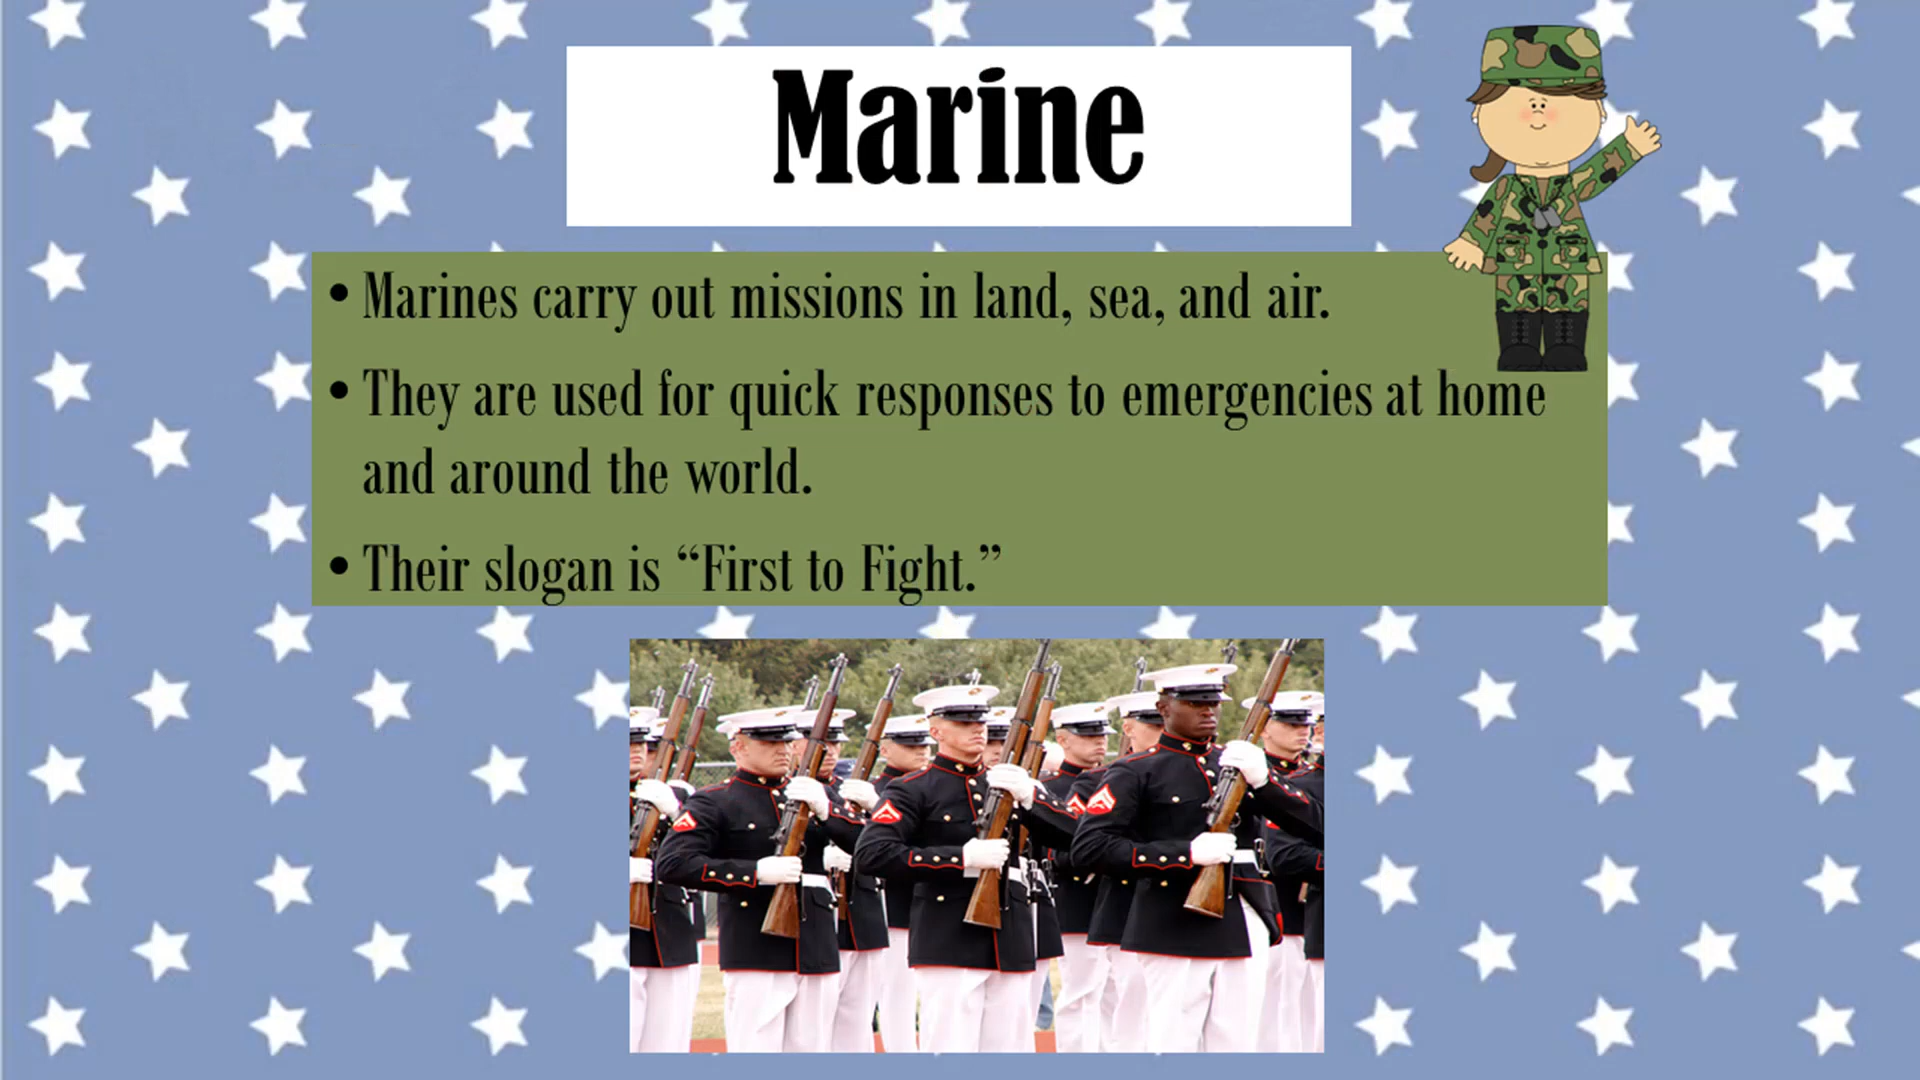 Marine
• Marines carry out missions in land, sea, and air.
• They are used for quick responses to emergencies at home
and around the world.
• Their slogan is “First to Fight.”